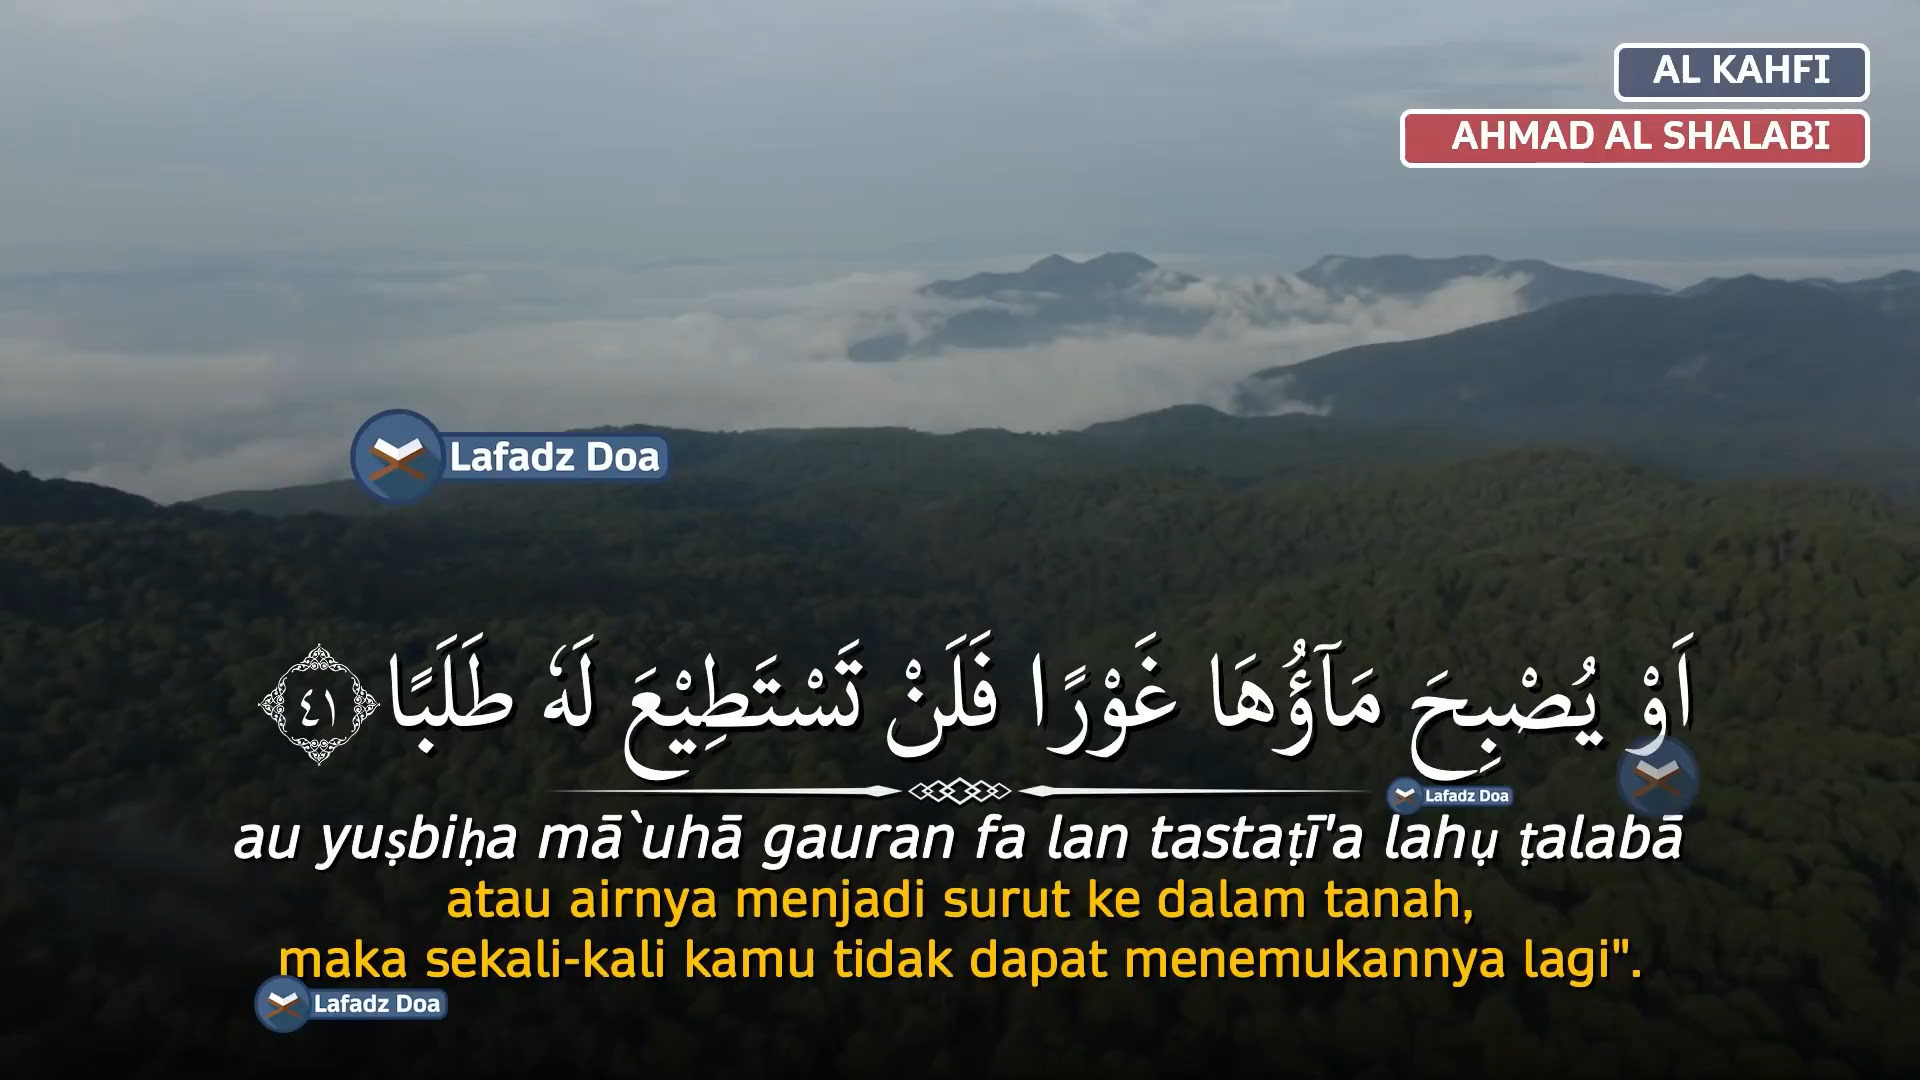 AL KAHFI
AHMAD AL SHALABI
Lafadz Doa
اَوْ يُصْبِحَ مَآؤُهَا غَوْرًا فَلَنْ تَسْتَطِيْعَ لَهٗ طَلَبًا ٤١
Lafadz Doa
au yuṣbiḥa mā`uhā gauran fa lan tastaṭī'a lahụ ṭalabā
atau airnya menjadi surut ke dalam tanah,
maka sekali-kali kamu tidak dapat menemukannya lagi".
Lafadz Doa